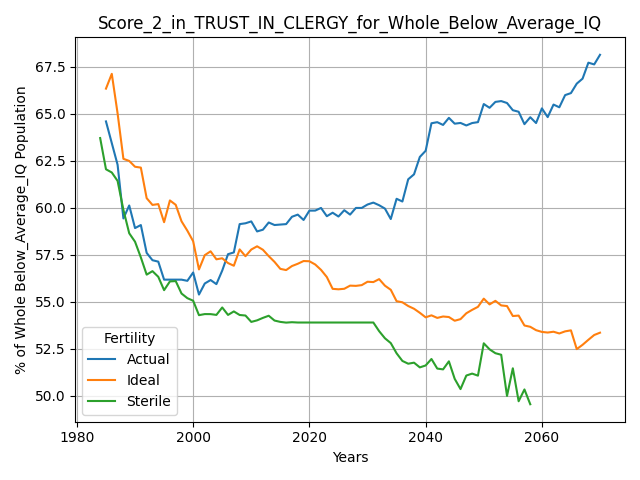 Score_2_in_TRUST_IN_CLERGY_for_Whole_Below_Average_IQ
% of Whole Below_Average_IQ Population
67.5
65.0
62.5
60.0
57.5
55.0
52.5
50.0
Fertility
Actual
Ideal
Sterile
1980
2000
2020
2040
2060
Years